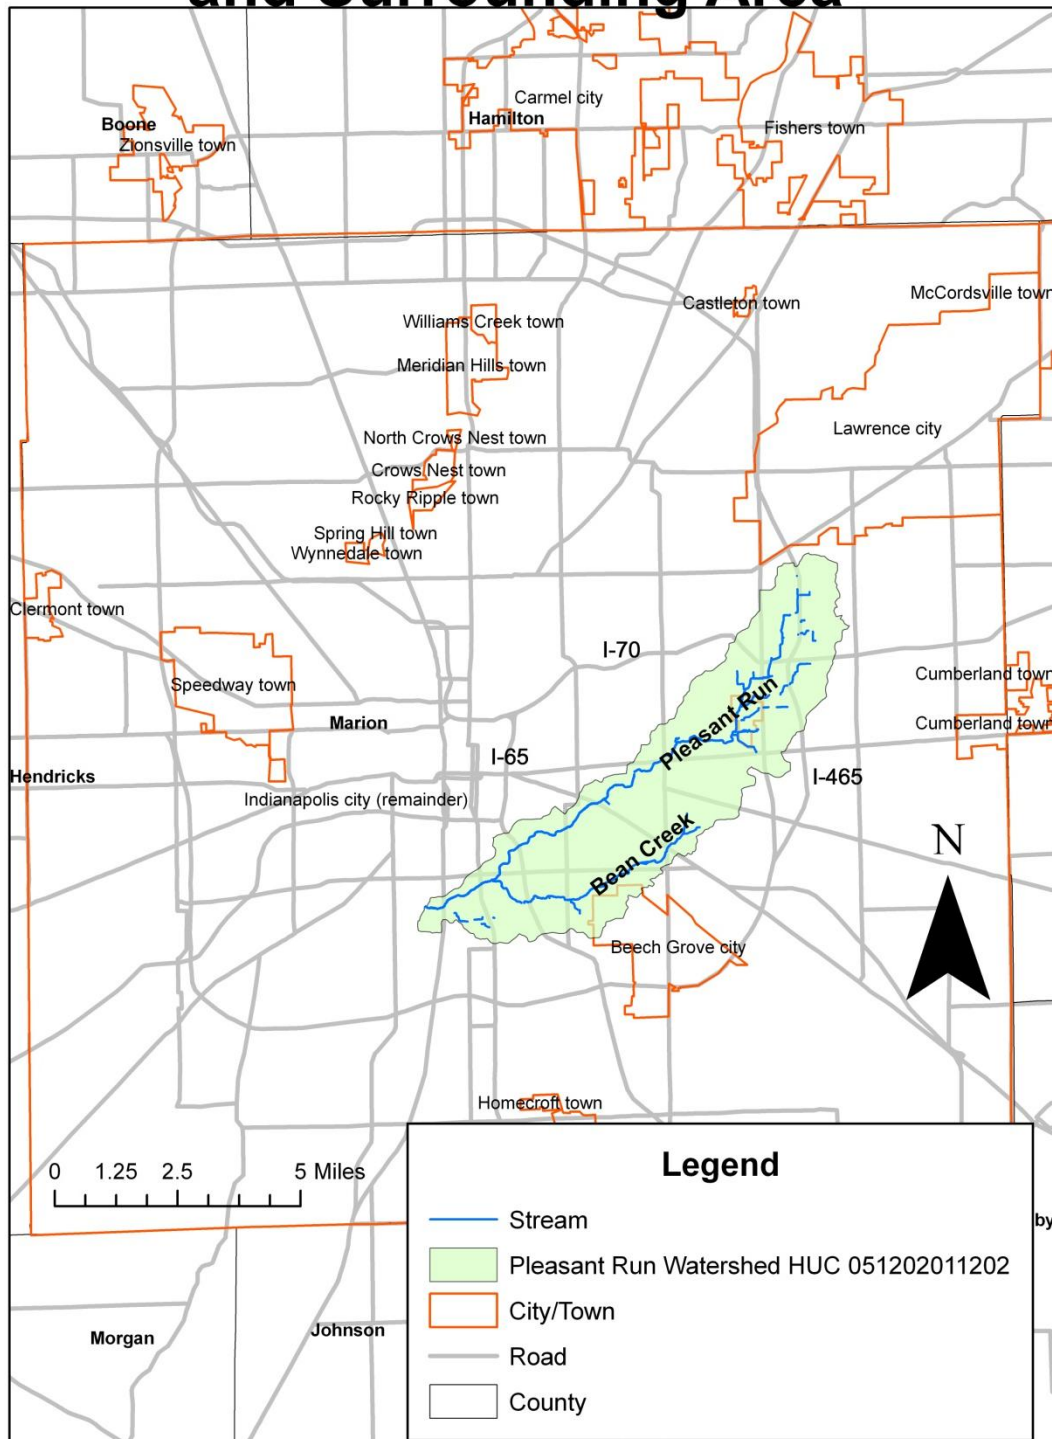 and Surrounding Area
Carmel city
Hamilton
Boone
Zionsville town
Fishers town
McCordsville town
Castleton town
Williams Creek town
Meridian Hills town
Lawrence city
North Crows Nest town
Crows Nest town
Rocky Ripple town
Spring Hill town
Wynnedale town
Clermont town
I-70
Cumberland town
Speedway town
Pleasant Run
Marion
Cumberland town
I-65
Hendricks
I-465
Indianapolis city (remainder)
Bean Creek
N
Beech Grove city
Homecroft town
0 1.25 2.5 5 Miles
Legend
Stream
by
Pleasant Run Watershed HUC 051202011202
City/Town
Morgan
Johnson
Road
County